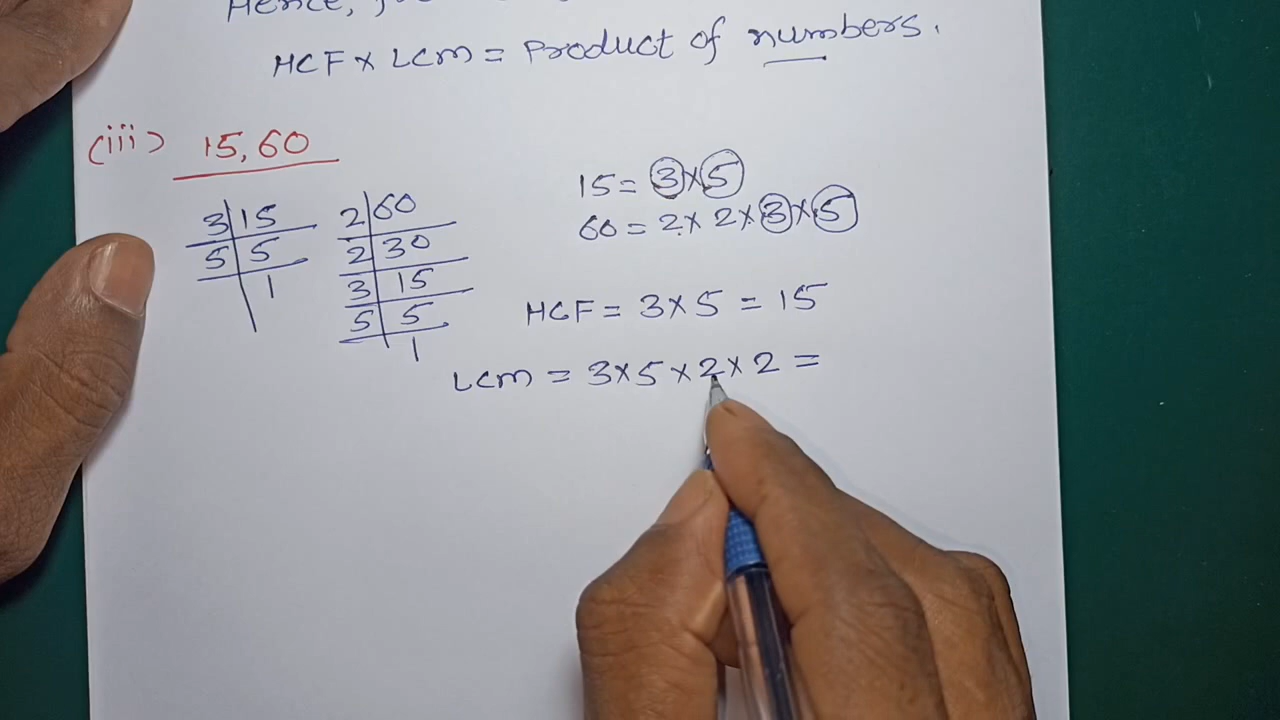 Hence,
HCF x LCM = Product of numbers.
(iii) 15, 60
3 | 15
5 | 5
1
2 | 60
2 | 30
3 | 15
5 | 5
1
15 = 3 x 5
60 = 2 x 2 x 3 x 5
HCF = 3 x 5 = 15
LCM = 3 x 5 x 2 x 2 =